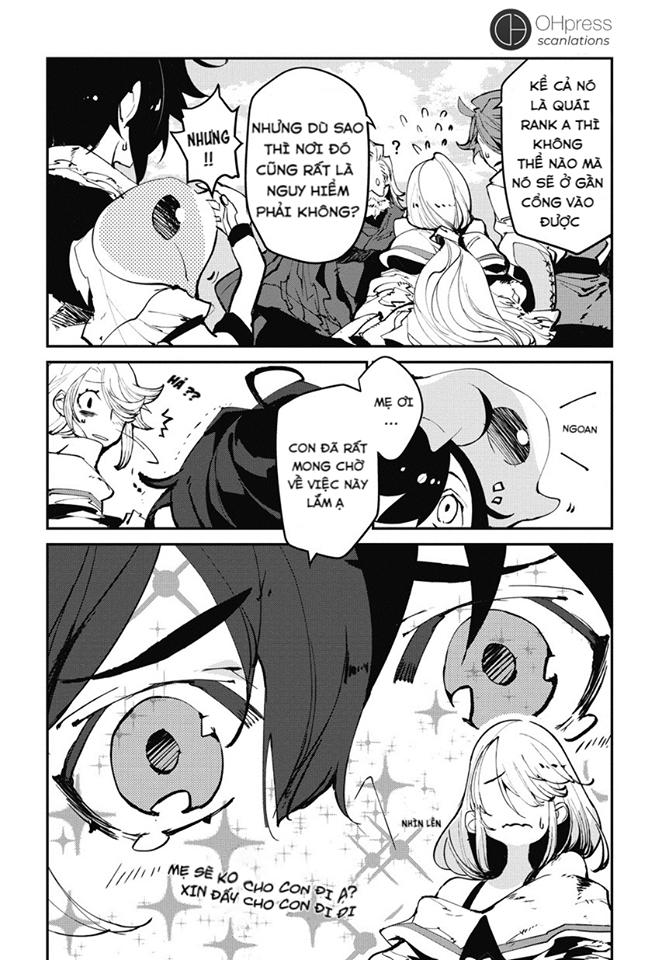 OHpress
scanlations
KỂ CẢ NÓ
LÀ QUÁI
RANK A THÌ
KHÔNG
THỂ NÀO MÀ
NÓ SẼ Ở GẦN
CỔNG VÀO
ĐƯỢC
?
NHƯNG DÙ SAO
THÌ NƠI ĐÓ
CŨNG RẤT LÀ
NGUY HIỂM
PHẢI KHÔNG?
NHƯNG
!!
NGOAN
MẸ ƠI
...
CON ĐÃ RẤT
MONG CHỜ
VỀ VIỆC NÀY
LẮM Ạ
HẢ ??
NHÌN LÊN
MẸ SẼ KO CHO CON ĐI Ạ?
XIN ĐẤY CHO CON ĐI ĐI